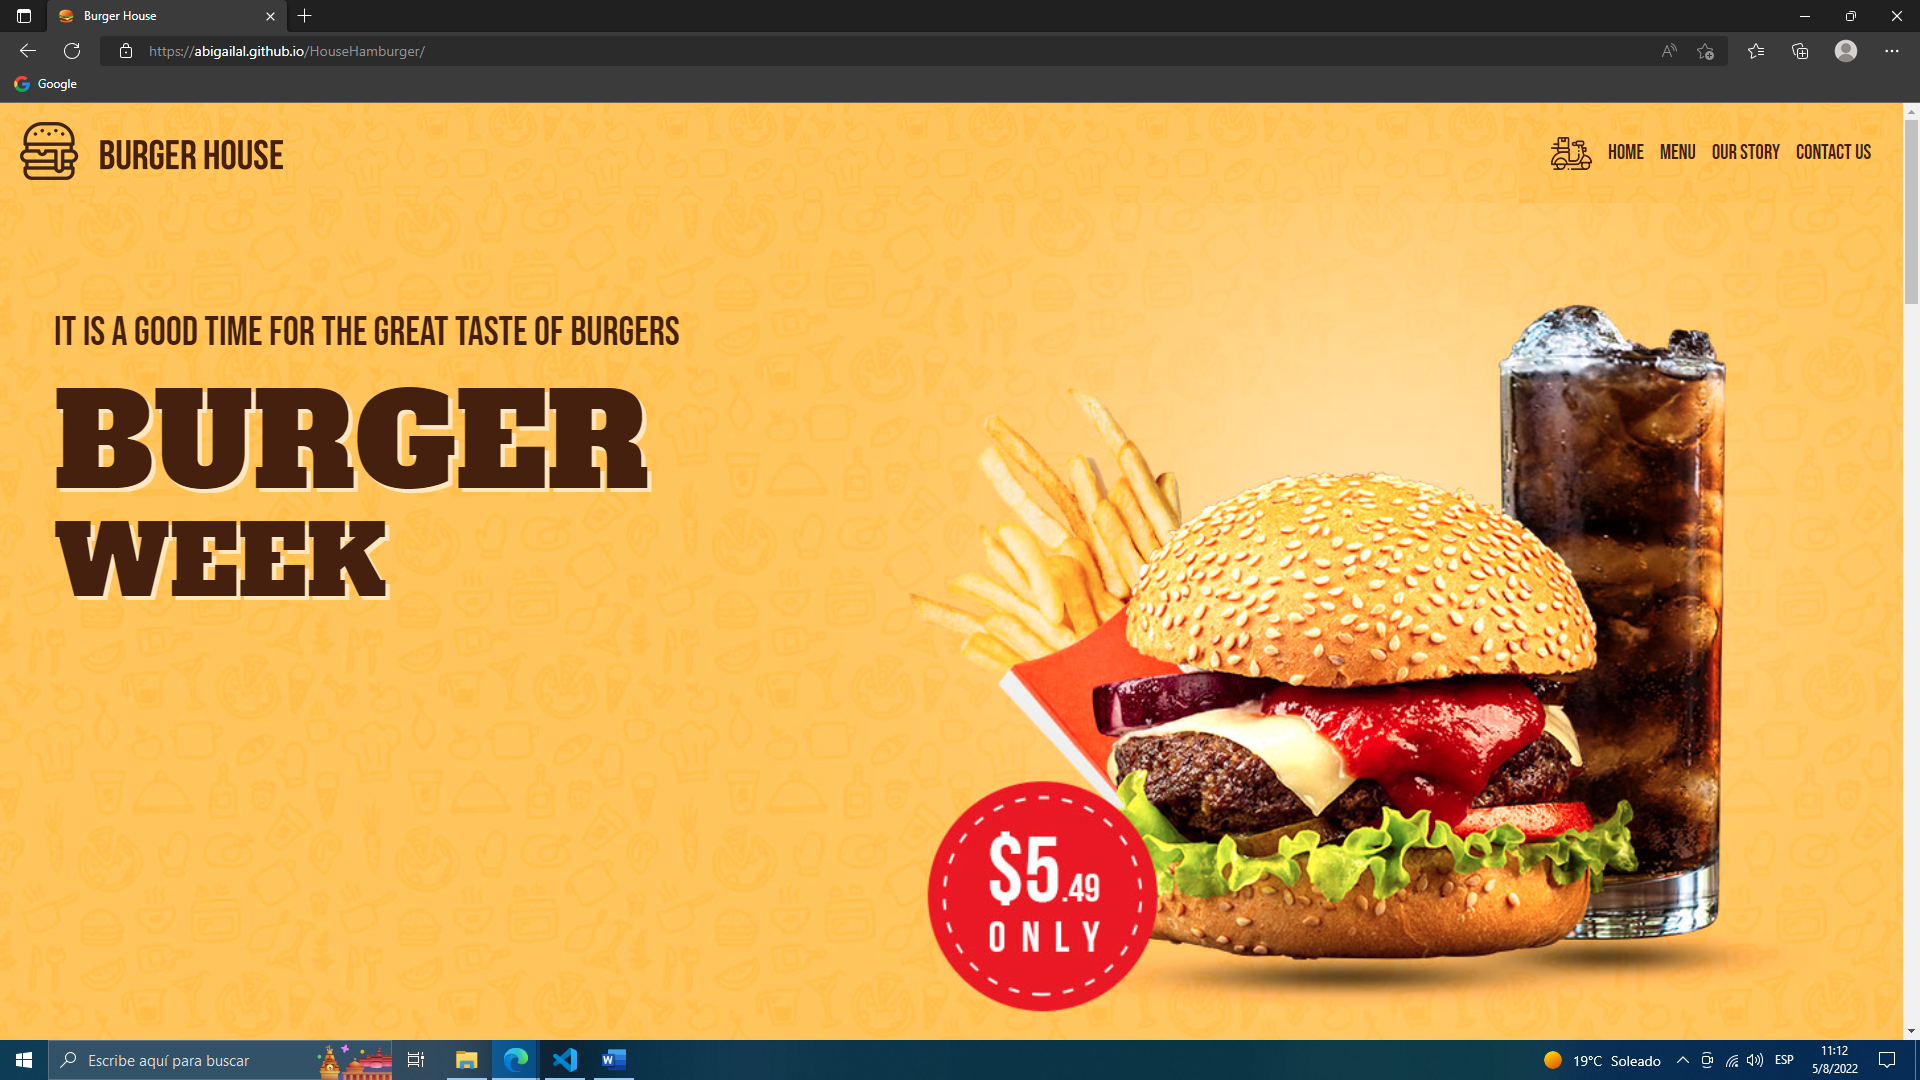 Burger House
https://abigailal.github.io/HouseHamburger/
Google
BURGER HOUSE
HOME MENU OUR STORY CONTACT US
IT IS A GOOD TIME FOR THE GREAT TASTE OF BURGERS
BURGER
WEEK
$5.49
ONLY
Escribe aquí para buscar
19°C Soleado
ESP
11:12
5/8/2022